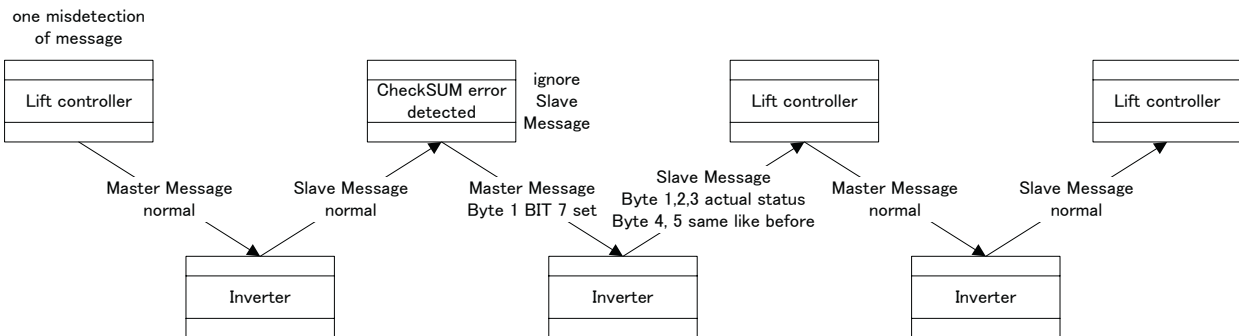 one misdetection
of message
Lift controller
CheckSUM error
detected
ignore
Slave
Message
Lift controller
Lift controller
Master Message
normal
Slave Message
normal
Master Message
Byte 1 BIT 7 set
Slave Message
Byte 1,2,3 actual status
Byte 4, 5 same like before
Master Message
normal
Slave Message
normal
Inverter
Inverter
Inverter